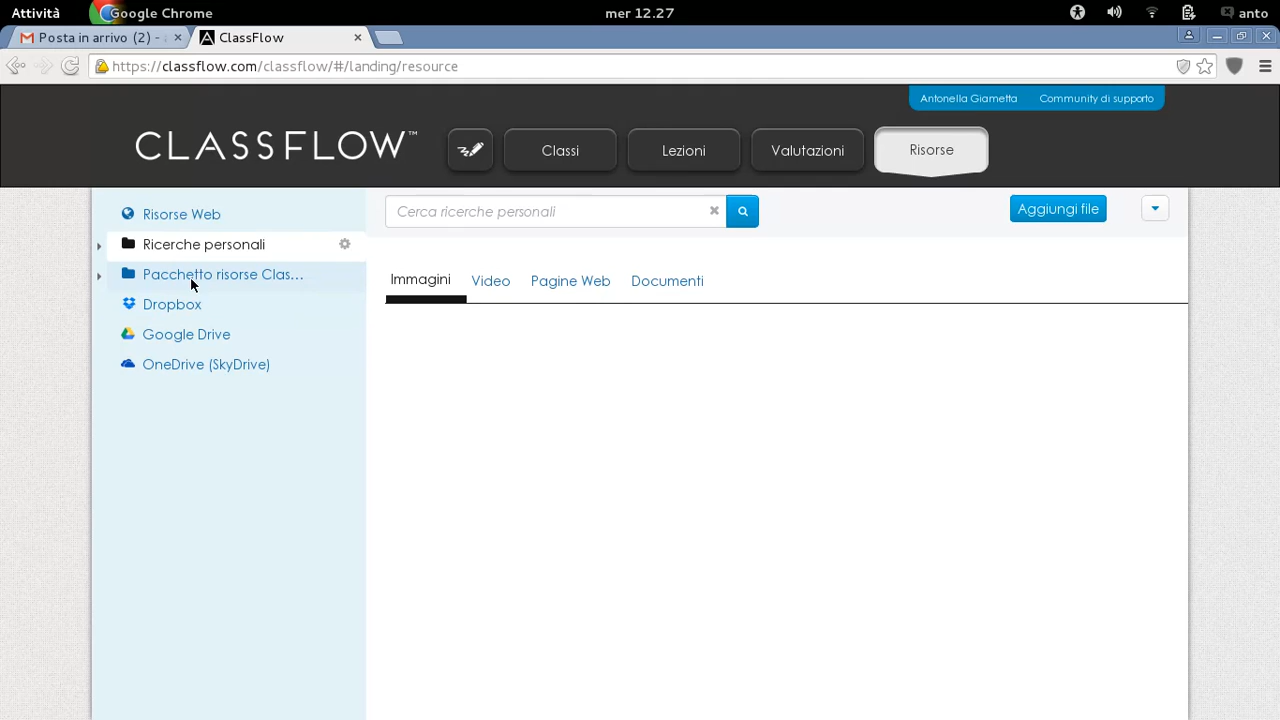 Attività
Google Chrome
mer 12.27
anto
Posta in arrivo (2) -
ClassFlow
https://classflow.com/classflow/#/landing/resource
Antonella Giametta
Community di supporto
CLASSFLOW™
Classi
Lezioni
Valutazioni
Risorse
Risorse Web
Ricerche personali
Pacchetto risorse Clas...
Dropbox
Google Drive
OneDrive (SkyDrive)
Cerca ricerche personali
Aggiungi file
Immagini
Video
Pagine Web
Documenti